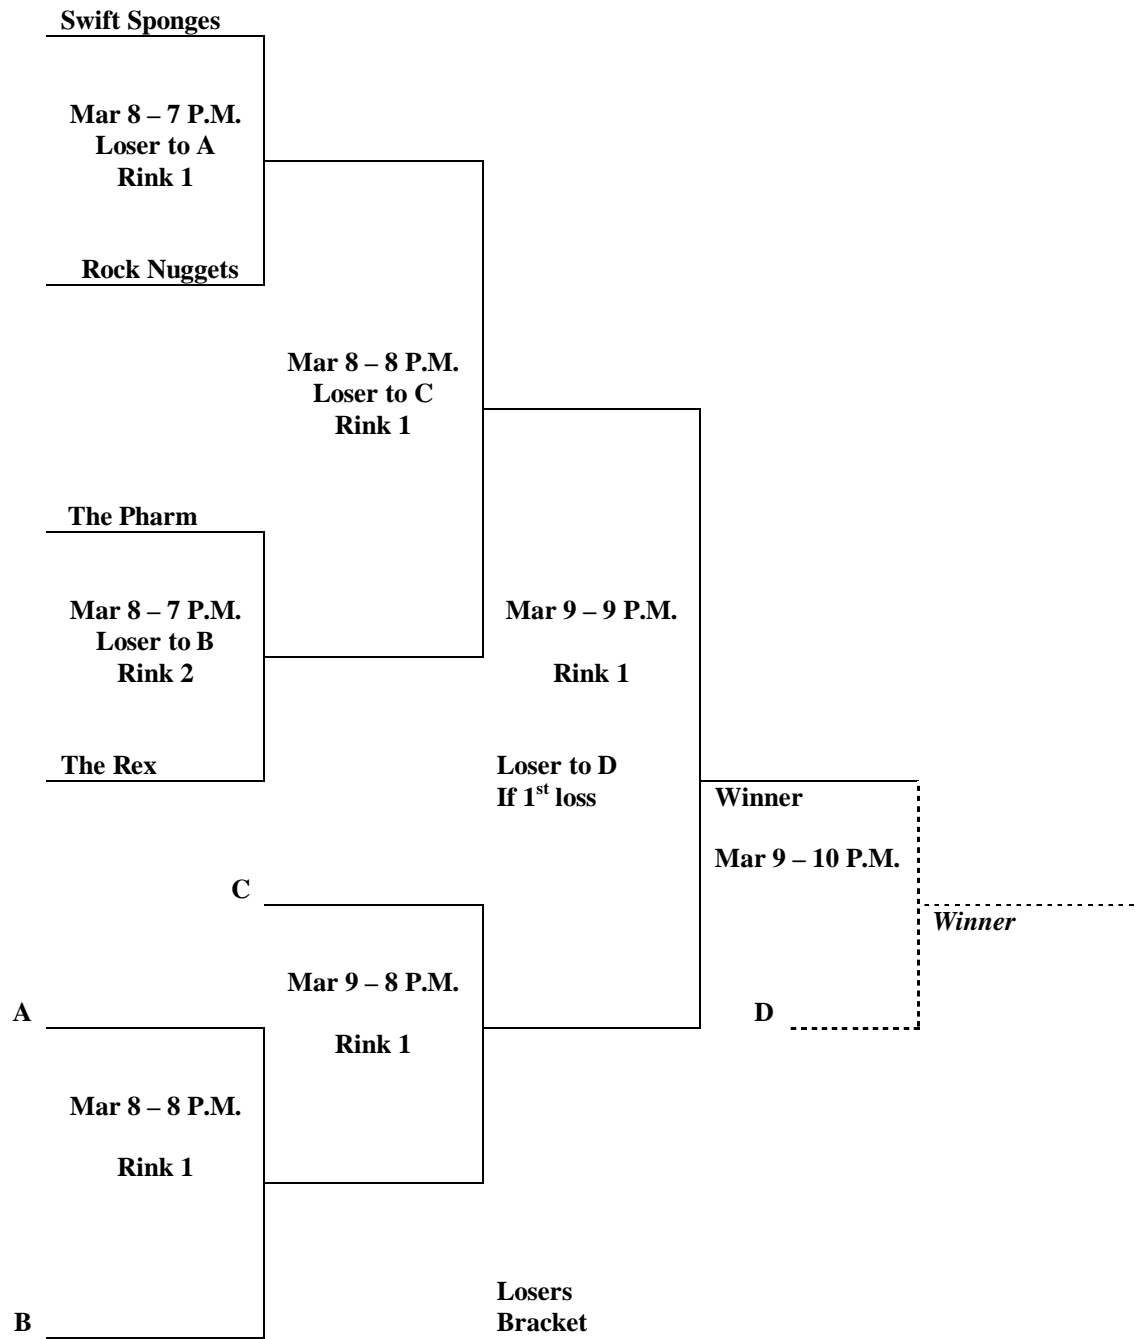 Swift Sponges
Mar 8 – 7 P.M.
Loser to A
Rink 1
Rock Nuggets
Mar 8 – 8 P.M.
Loser to C
Rink 1
The Pharm
Mar 8 – 7 P.M.
Loser to B
Rink 2
Mar 9 – 9 P.M.
Rink 1
The Rex
Loser to D
If 1st loss
Winner
Mar 9 – 10 P.M.
C
Winner
Mar 9 – 8 P.M.
Rink 1
A
D
Mar 8 – 8 P.M.
Rink 1
B
Losers
Bracket